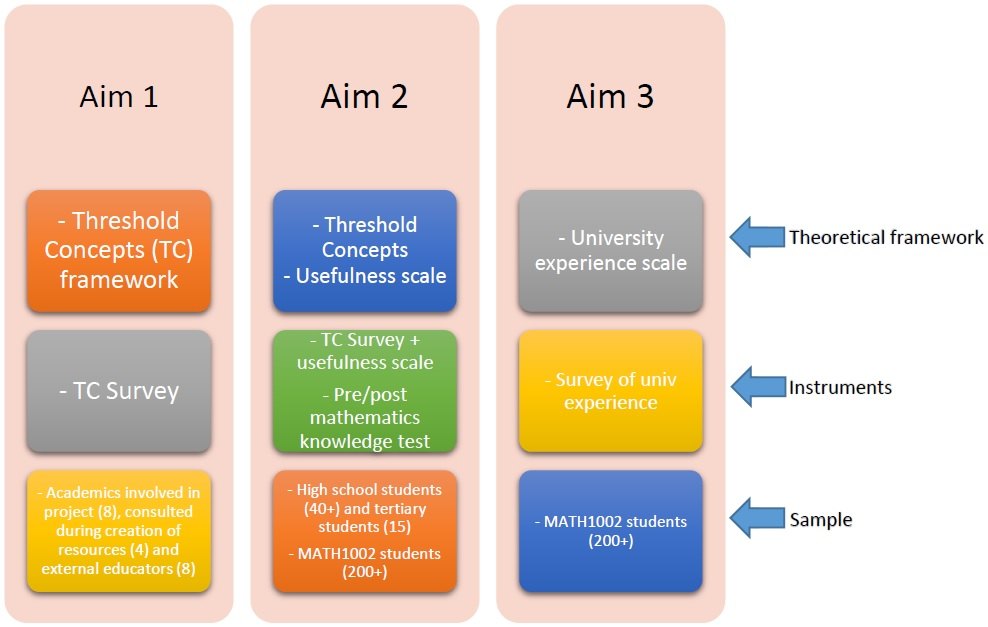 Aim 1
- Threshold
Concepts (TC)
framework
- TC Survey
- Academics involved in
project (8), consulted
during creation of
resources (4) and
external educators (8)
Aim 2
- Threshold
Concepts
- Usefulness scale
- TC Survey +
usefulness scale
- Pre/post
mathematics
knowledge test
- High school students
(40+) and tertiary
students (15)
- MATH1002 students
(200+)
Aim 3
- University
experience scale
- Survey of univ
experience
- MATH1002 students
(200+)
Theoretical framework
Instruments
Sample